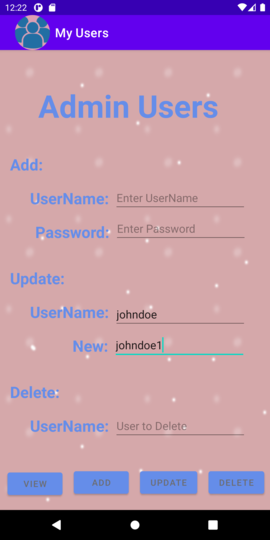 12:22
My Users
Admin Users
Add:
UserName: Enter UserName
Password: Enter Password
Update:
UserName: johndoe
New: johndoe1
Delete:
UserName: User to Delete
VIEW ADD UPDATE DELETE